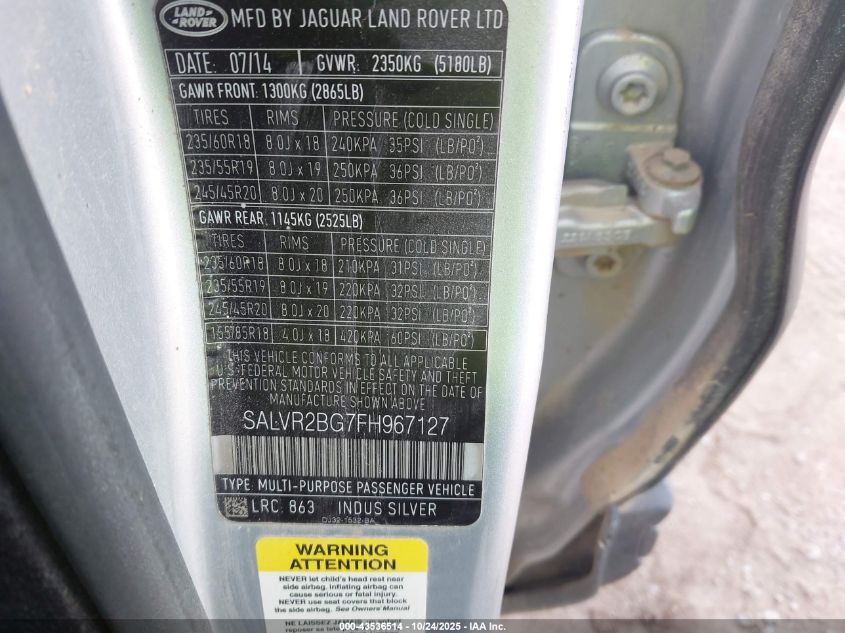 LAND ROVER MFD BY JAGUAR LAND ROVER LTD
DATE: 07/14 GVWR: 2350KG (5180LB)
GAWR FRONT: 1300KG (2865LB)
TIRES RIMS PRESSURE (COLD SINGLE)
235/60R18 8.0J x 18 240KPA 35PSI (LB/PO²)
235/55R19 8.0J x 19 250KPA 36PSI (LB/PO²)
245/45R20 8.0J x 20 250KPA 36PSI (LB/PO²)
GAWR REAR: 1145KG (2525LB)
TIRES RIMS PRESSURE (COLD SINGLE)
235/60R18 8.0J x 18 210KPA 31PSI (LB/PO²)
235/55R19 8.0J x 19 220KPA 32PSI (LB/PO²)
245/45R20 8.0J x 20 220KPA 32PSI (LB/PO²)
155/85R18 4.0J x 18 420KPA 60PSI (LB/PO²)
THIS VEHICLE CONFORMS TO ALL APPLICABLE
U.S. FEDERAL MOTOR VEHICLE SAFETY AND THEFT
PREVENTION STANDARDS IN EFFECT ON THE DATE OF
MANUFACTURE SHOWN ABOVE.
SALVR2BG7FH967127
TYPE: MULTI-PURPOSE PASSENGER VEHICLE
LRC: 863 INDUS SILVER
DJ32-1532-BA
WARNING
ATTENTION
NEVER let child's head rest near
side airbag, inflating airbag can
cause serious or fatal injury.
NEVER use seat covers that block the
side airbag. See Owners' Manual
NE LAISSEZ
reposer sa
000-43536514 - 10/24/2025 - IAA Inc.